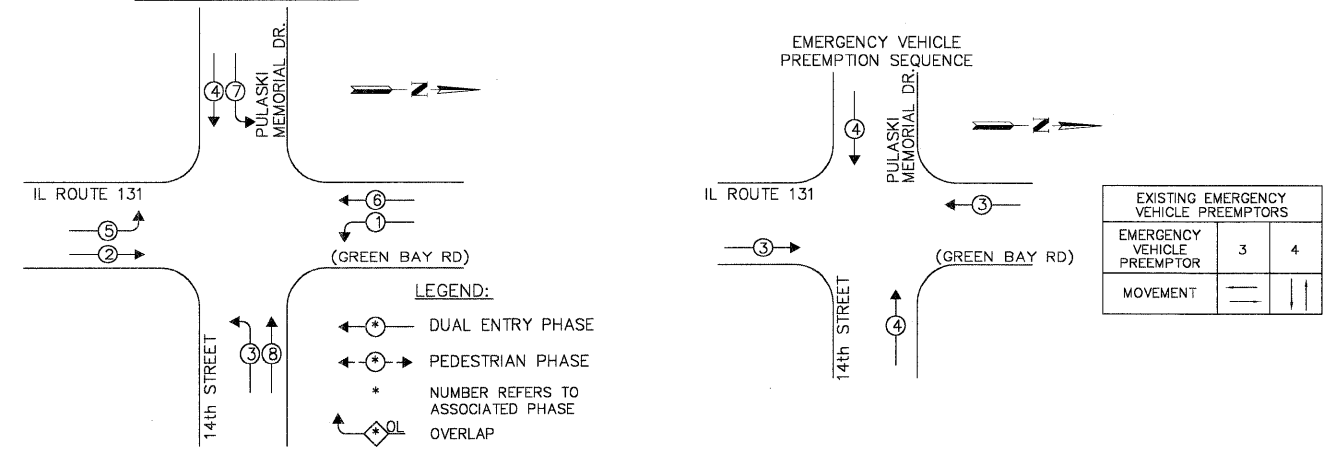 4
7
PULASKI
MEMORIAL DR.
N
IL ROUTE 131
6
5
1
2
(GREEN BAY RD)
3
8
14th STREET
LEGEND:
* DUAL ENTRY PHASE
* PEDESTRIAN PHASE
* NUMBER REFERS TO
ASSOCIATED PHASE
* OL OVERLAP
EMERGENCY VEHICLE
PREEMPTION SEQUENCE
4
PULASKI
MEMORIAL DR.
N
IL ROUTE 131
3
3
(GREEN BAY RD)
4
14th STREET
EXISTING EMERGENCY
VEHICLE PREEMPTORS
EMERGENCY
VEHICLE
PREEMPTOR
3
4
MOVEMENT